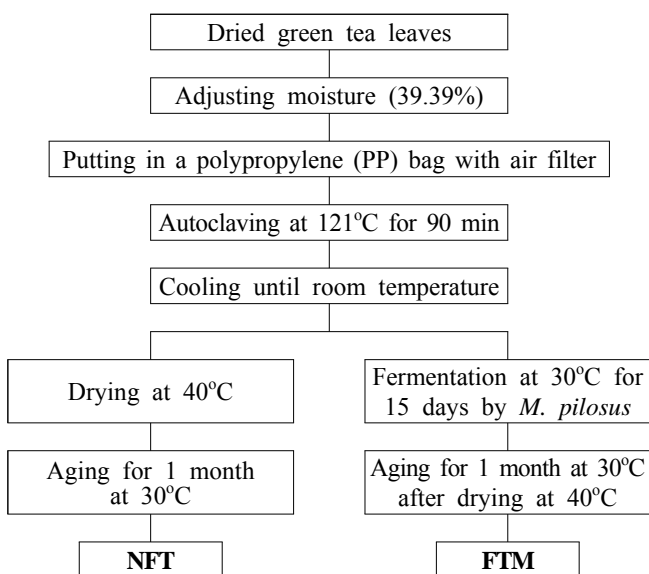 Dried green tea leaves
Adjusting moisture (39.39%)
Putting in a polypropylene (PP) bag with air filter
Autoclaving at 121°C for 90 min
Cooling until room temperature
Drying at 40°C
Fermentation at 30°C for
15 days by M. pilosus
Aging for 1 month
at 30°C
Aging for 1 month at 30°C
after drying at 40°C
NFT
FTM